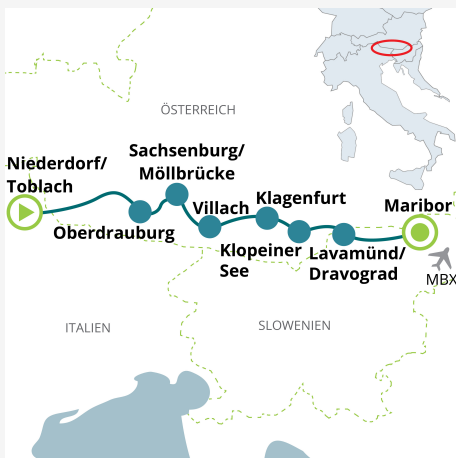 ÖSTERREICH
Sachsenburg/
Möllbrücke
Niederdorf/
Toblach
Villach
Klagenfurt
Maribor
Oberdrauburg
Klopeiner
See
Lavamünd/
Dravograd
MBX
ITALIEN
SLOWENIEN